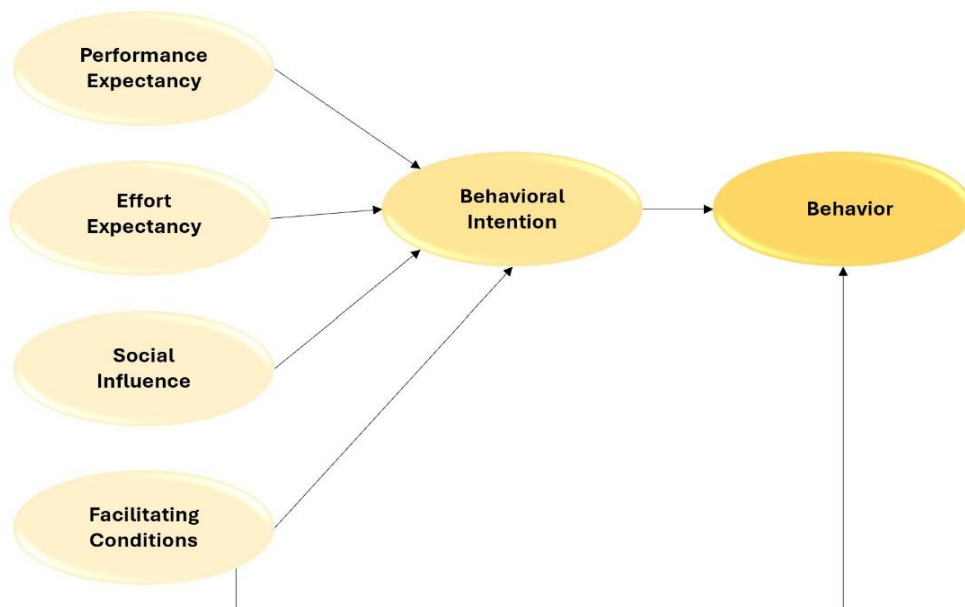 Performance
Expectancy
Effort
Expectancy
Social
Influence
Facilitating
Conditions
Behavioral
Intention
Behavior